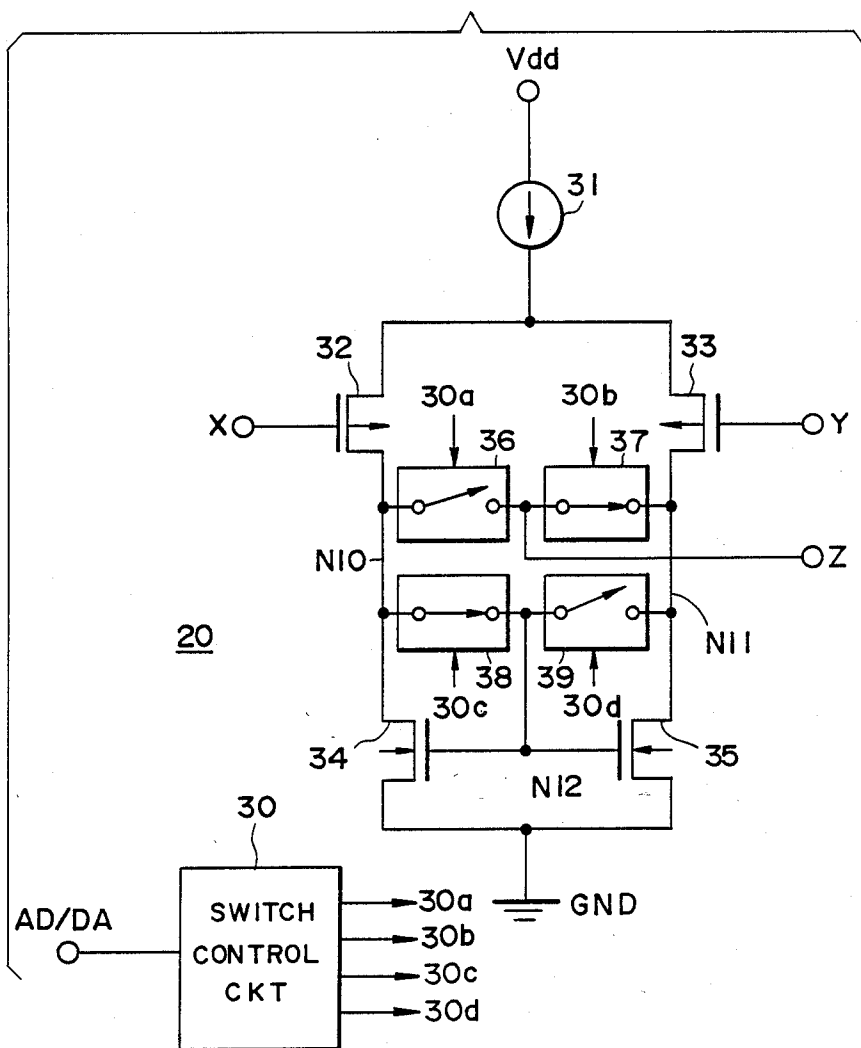 Vdd
31
32
33
30a
30b
X
36
37
Y
N10
Z
20
38
39
N11
30c
30d
34
35
N12
30
AD/DA
SWITCH
CONTROL
CKT
30a
30b
30c
30d
GND